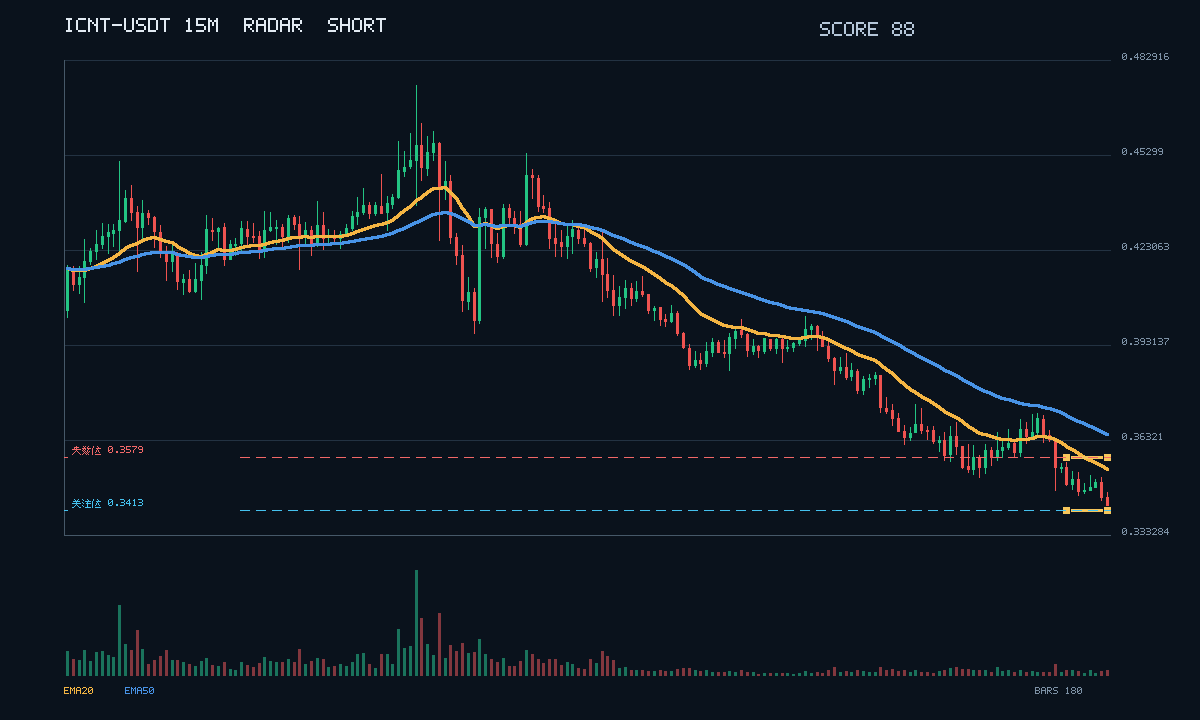 ICNT-USDT 15M RADAR SHORT
SCORE 88
0.482916
0.45299
0.423063
0.393137
0.36321
失效位 0.3579
关注位 0.3413
0.333284
EMA20 EMA50
BARS 180